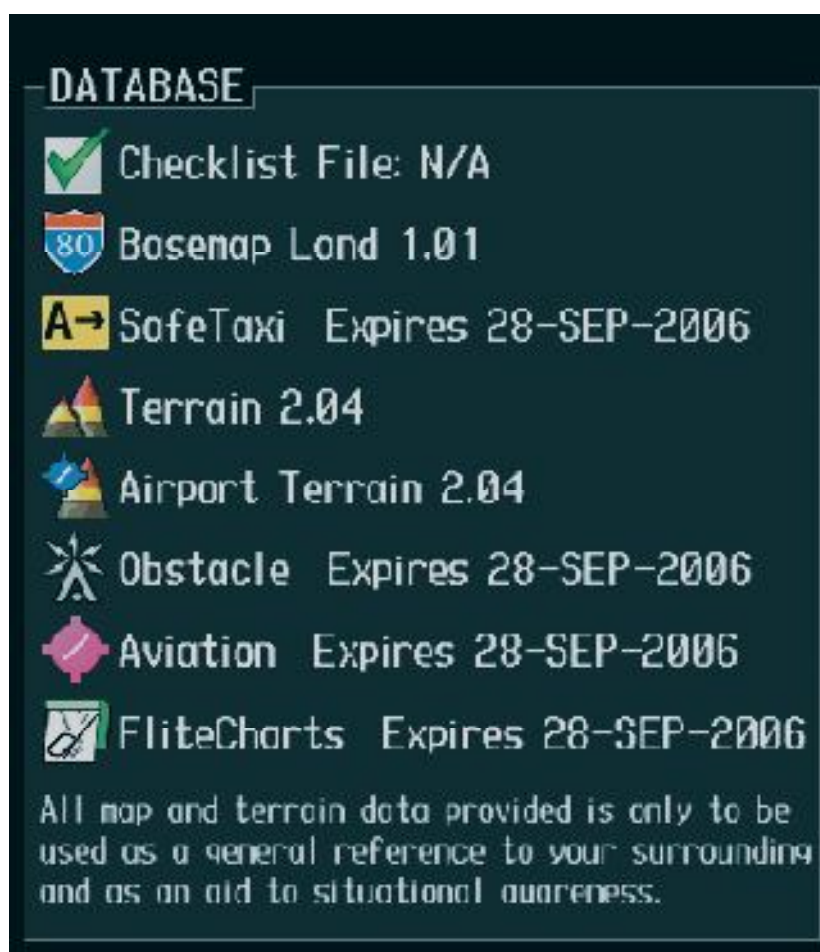 DATABASE
Checklist File: N/A
80
Basemap Land 1.01
A→
SafeTaxi Expires 28-SEP-2006
Terrain 2.04
Airport Terrain 2.04
Obstacle Expires 28-SEP-2006
Aviation Expires 28-SEP-2006
FliteCharts Expires 28-SEP-2006
All map and terrain data provided is only to be
used as a general reference to your surrounding
and as an aid to situational awareness.